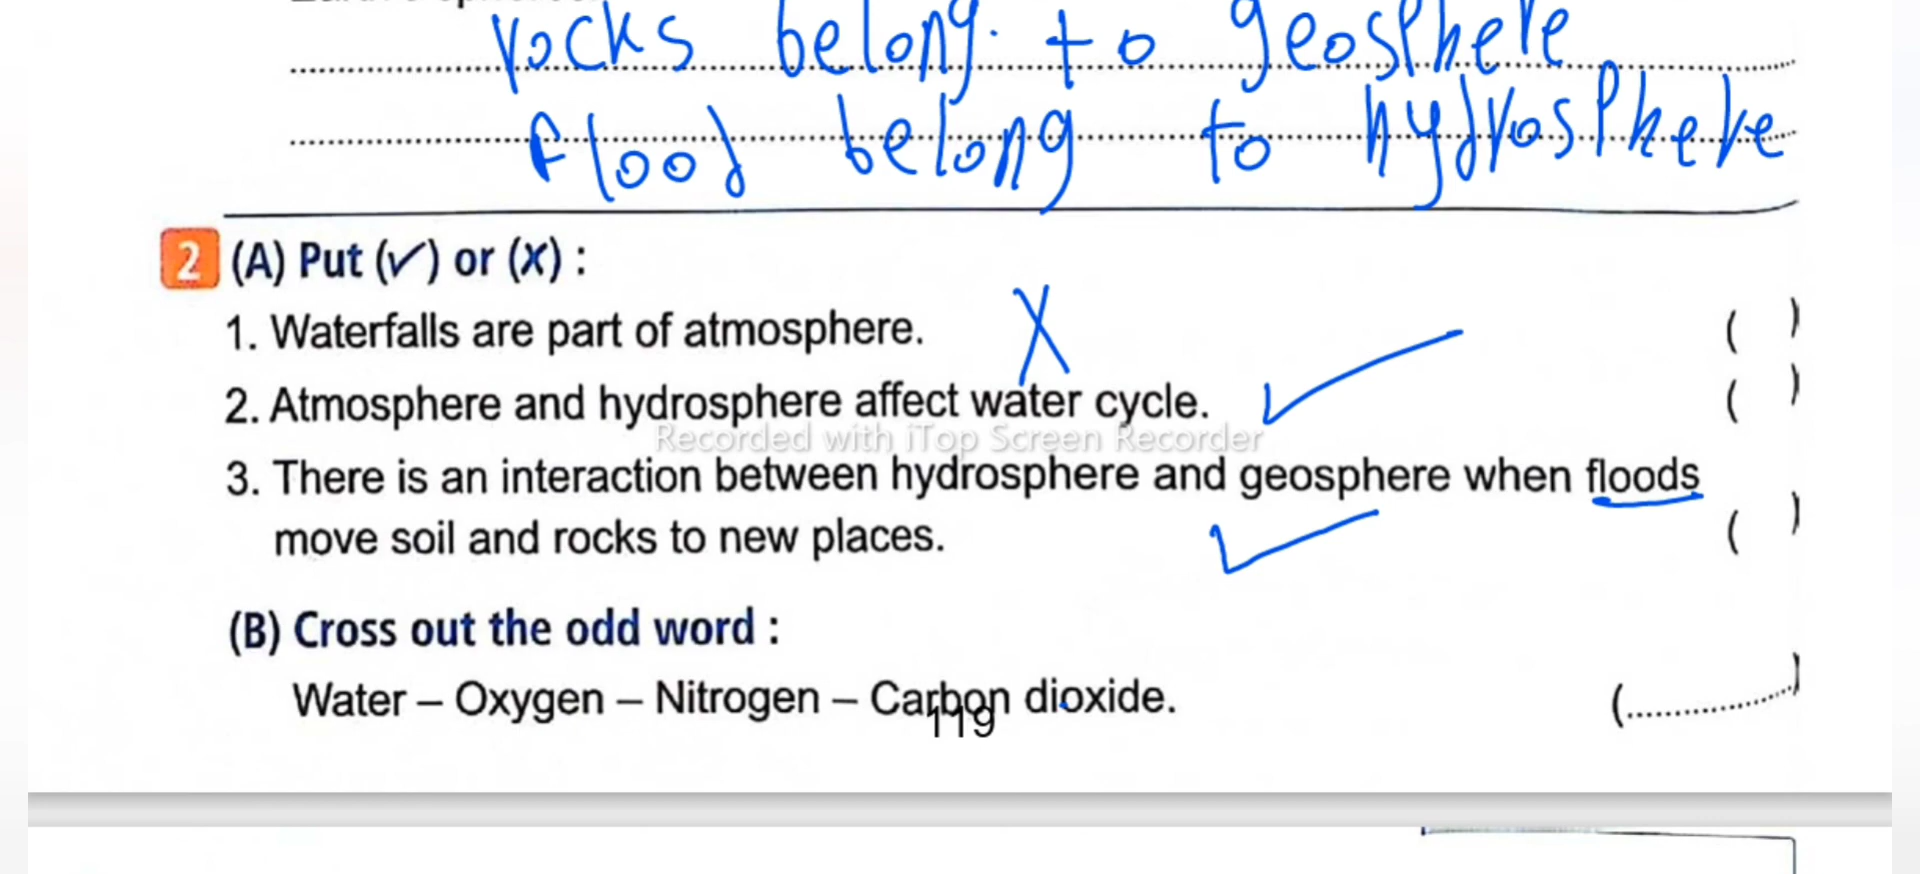 rocks belong to geosphere
flood belong to hydrosphere
2 (A) Put (✓) or (x) :
1. Waterfalls are part of atmosphere. X ( )
2. Atmosphere and hydrosphere affect water cycle. ✓ ( )
Recorded with iTop Screen Recorder
3. There is an interaction between hydrosphere and geosphere when floods
move soil and rocks to new places. ✓ ( )
(B) Cross out the odd word :
Water – Oxygen – Nitrogen – Carbon dioxide. (..................)
119